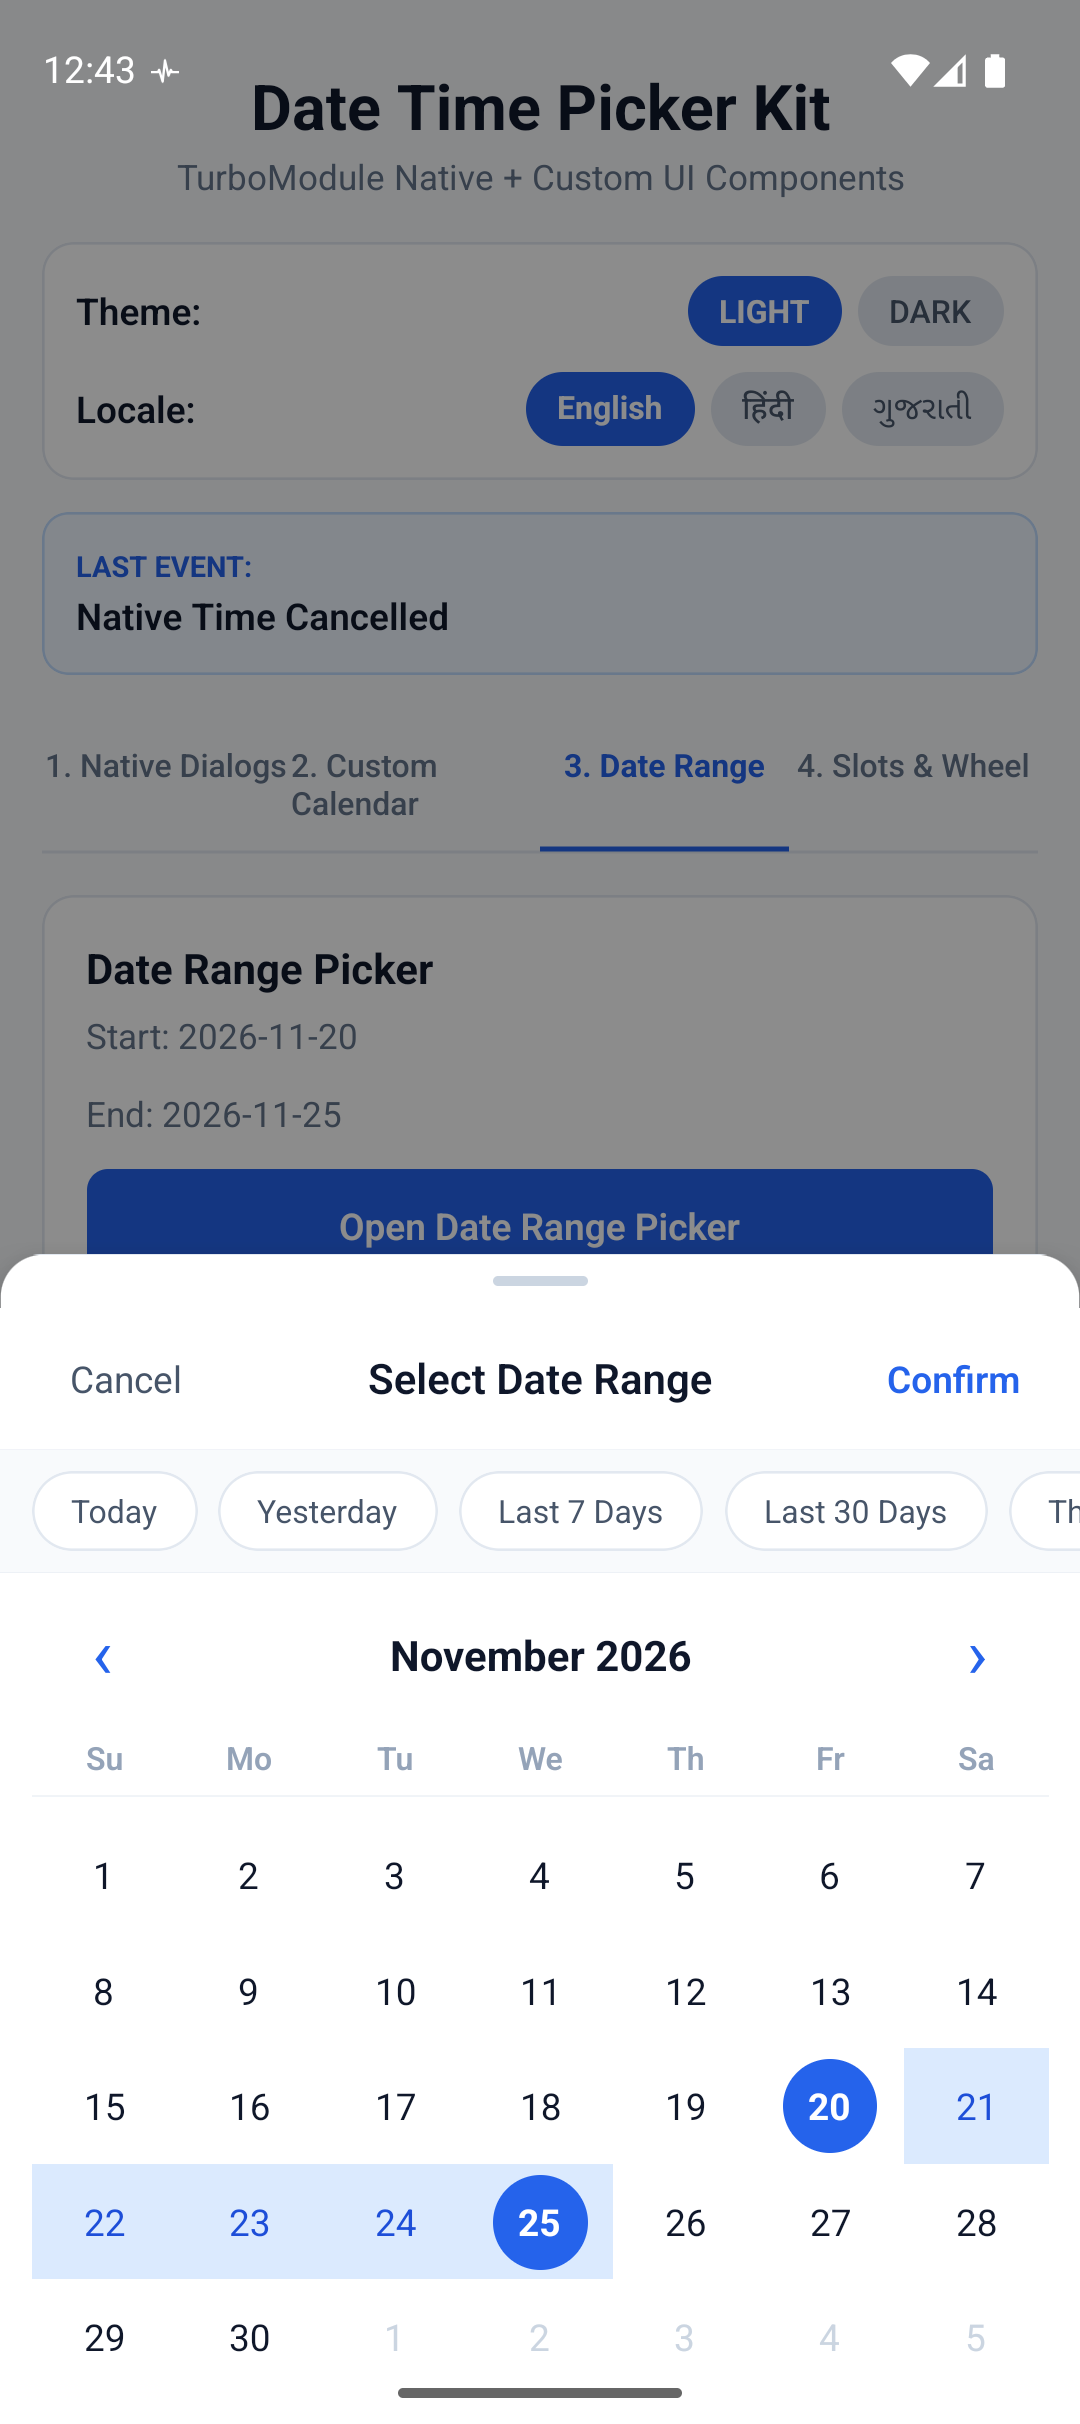 12:43
Date Time Picker Kit
TurboModule Native + Custom UI Components
Theme:
LIGHT
DARK
Locale:
English
हिंदी
ગુજરાતી
LAST EVENT:
Native Time Cancelled
1. Native Dialogs
2. Custom
Calendar
3. Date Range
4. Slots & Wheel
Date Range Picker
Start: 2026-11-20
End: 2026-11-25
Open Date Range Picker
Cancel
Select Date Range
Confirm
Today
Yesterday
Last 7 Days
Last 30 Days
Th
‹
November 2026
›
Su Mo Tu We Th Fr Sa
1 2 3 4 5 6 7
8 9 10 11 12 13 14
15 16 17 18 19 20 21
22 23 24 25 26 27 28
29 30 1 2 3 4 5